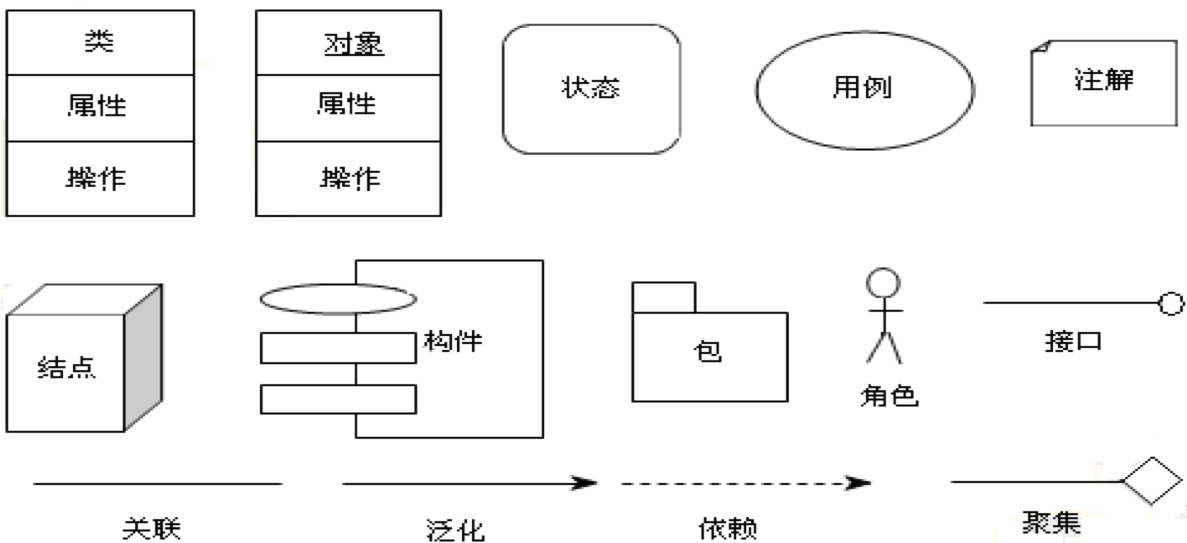 类
属性
操作
对象
属性
操作
状态
用例
注解
结点
构件
包
角色
接口
关联
泛化
依赖
聚集